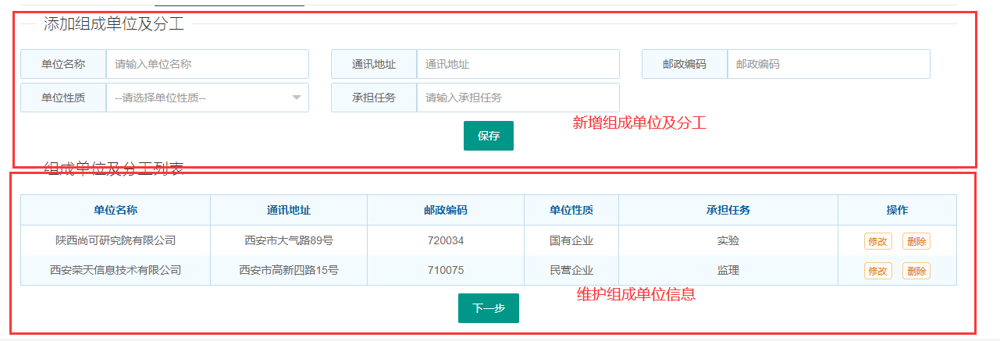 添加组成单位及分工
单位名称 请输入单位名称 通讯地址 通讯地址 邮政编码 邮政编码
单位性质 --请选择单位性质-- 承担任务 请输入承担任务
新增组成单位及分工
保存
组成单位及分工列表
单位名称 通讯地址 邮政编码 单位性质 承担任务 操作
陕西尚可研究院有限公司 西安市大气路89号 720034 国有企业 实验 修改 删除
西安荣天信息技术有限公司 西安市高新四路15号 710075 民营企业 监理 修改 删除
维护组成单位信息
下一步